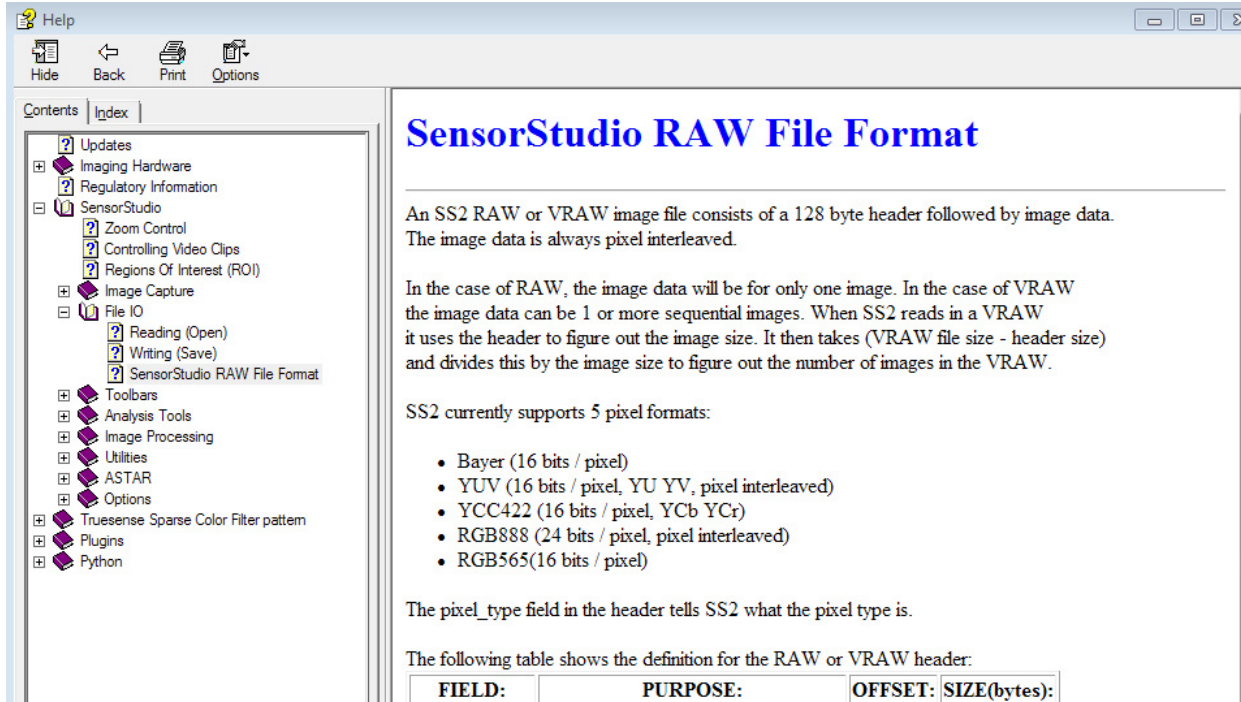 Help
Hide Back Print Options
Contents Index
Updates
Imaging Hardware
Regulatory Information
SensorStudio
Zoom Control
Controlling Video Clips
Regions Of Interest (ROI)
Image Capture
File IO
Reading (Open)
Writing (Save)
SensorStudio RAW File Format
Toolbars
Analysis Tools
Image Processing
Utilities
ASTAR
Options
Truesense Sparse Color Filter pattern
Plugins
Python
SensorStudio RAW File Format
An SS2 RAW or VRAW image file consists of a 128 byte header followed by image data.
The image data is always pixel interleaved.
In the case of RAW, the image data will be for only one image. In the case of VRAW
the image data can be 1 or more sequential images. When SS2 reads in a VRAW
it uses the header to figure out the image size. It then takes (VRAW file size - header size)
and divides this by the image size to figure out the number of images in the VRAW.
SS2 currently supports 5 pixel formats:
• Bayer (16 bits / pixel)
• YUV (16 bits / pixel, YU YV, pixel interleaved)
• YCC422 (16 bits / pixel, YCb YCr)
• RGB888 (24 bits / pixel, pixel interleaved)
• RGB565(16 bits / pixel)
The pixel_type field in the header tells SS2 what the pixel type is.
The following table shows the definition for the RAW or VRAW header:
FIELD: PURPOSE: OFFSET: SIZE(bytes):